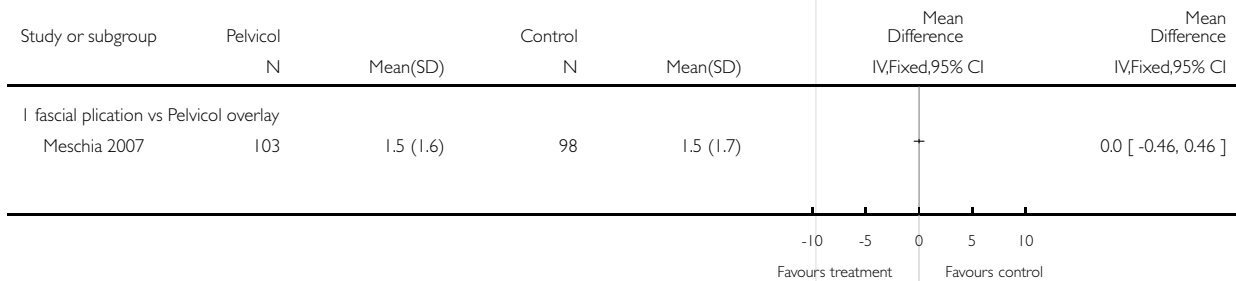 Study or subgroup Pelvicol Control Mean Difference Mean Difference
N Mean(SD) N Mean(SD) IV,Fixed,95% CI IV,Fixed,95% CI
1 fascial plication vs Pelvicol overlay
Meschia 2007 103 1.5 (1.6) 98 1.5 (1.7) 0.0 [ -0.46, 0.46 ]
-10 -5 0 5 10
Favours treatment Favours control